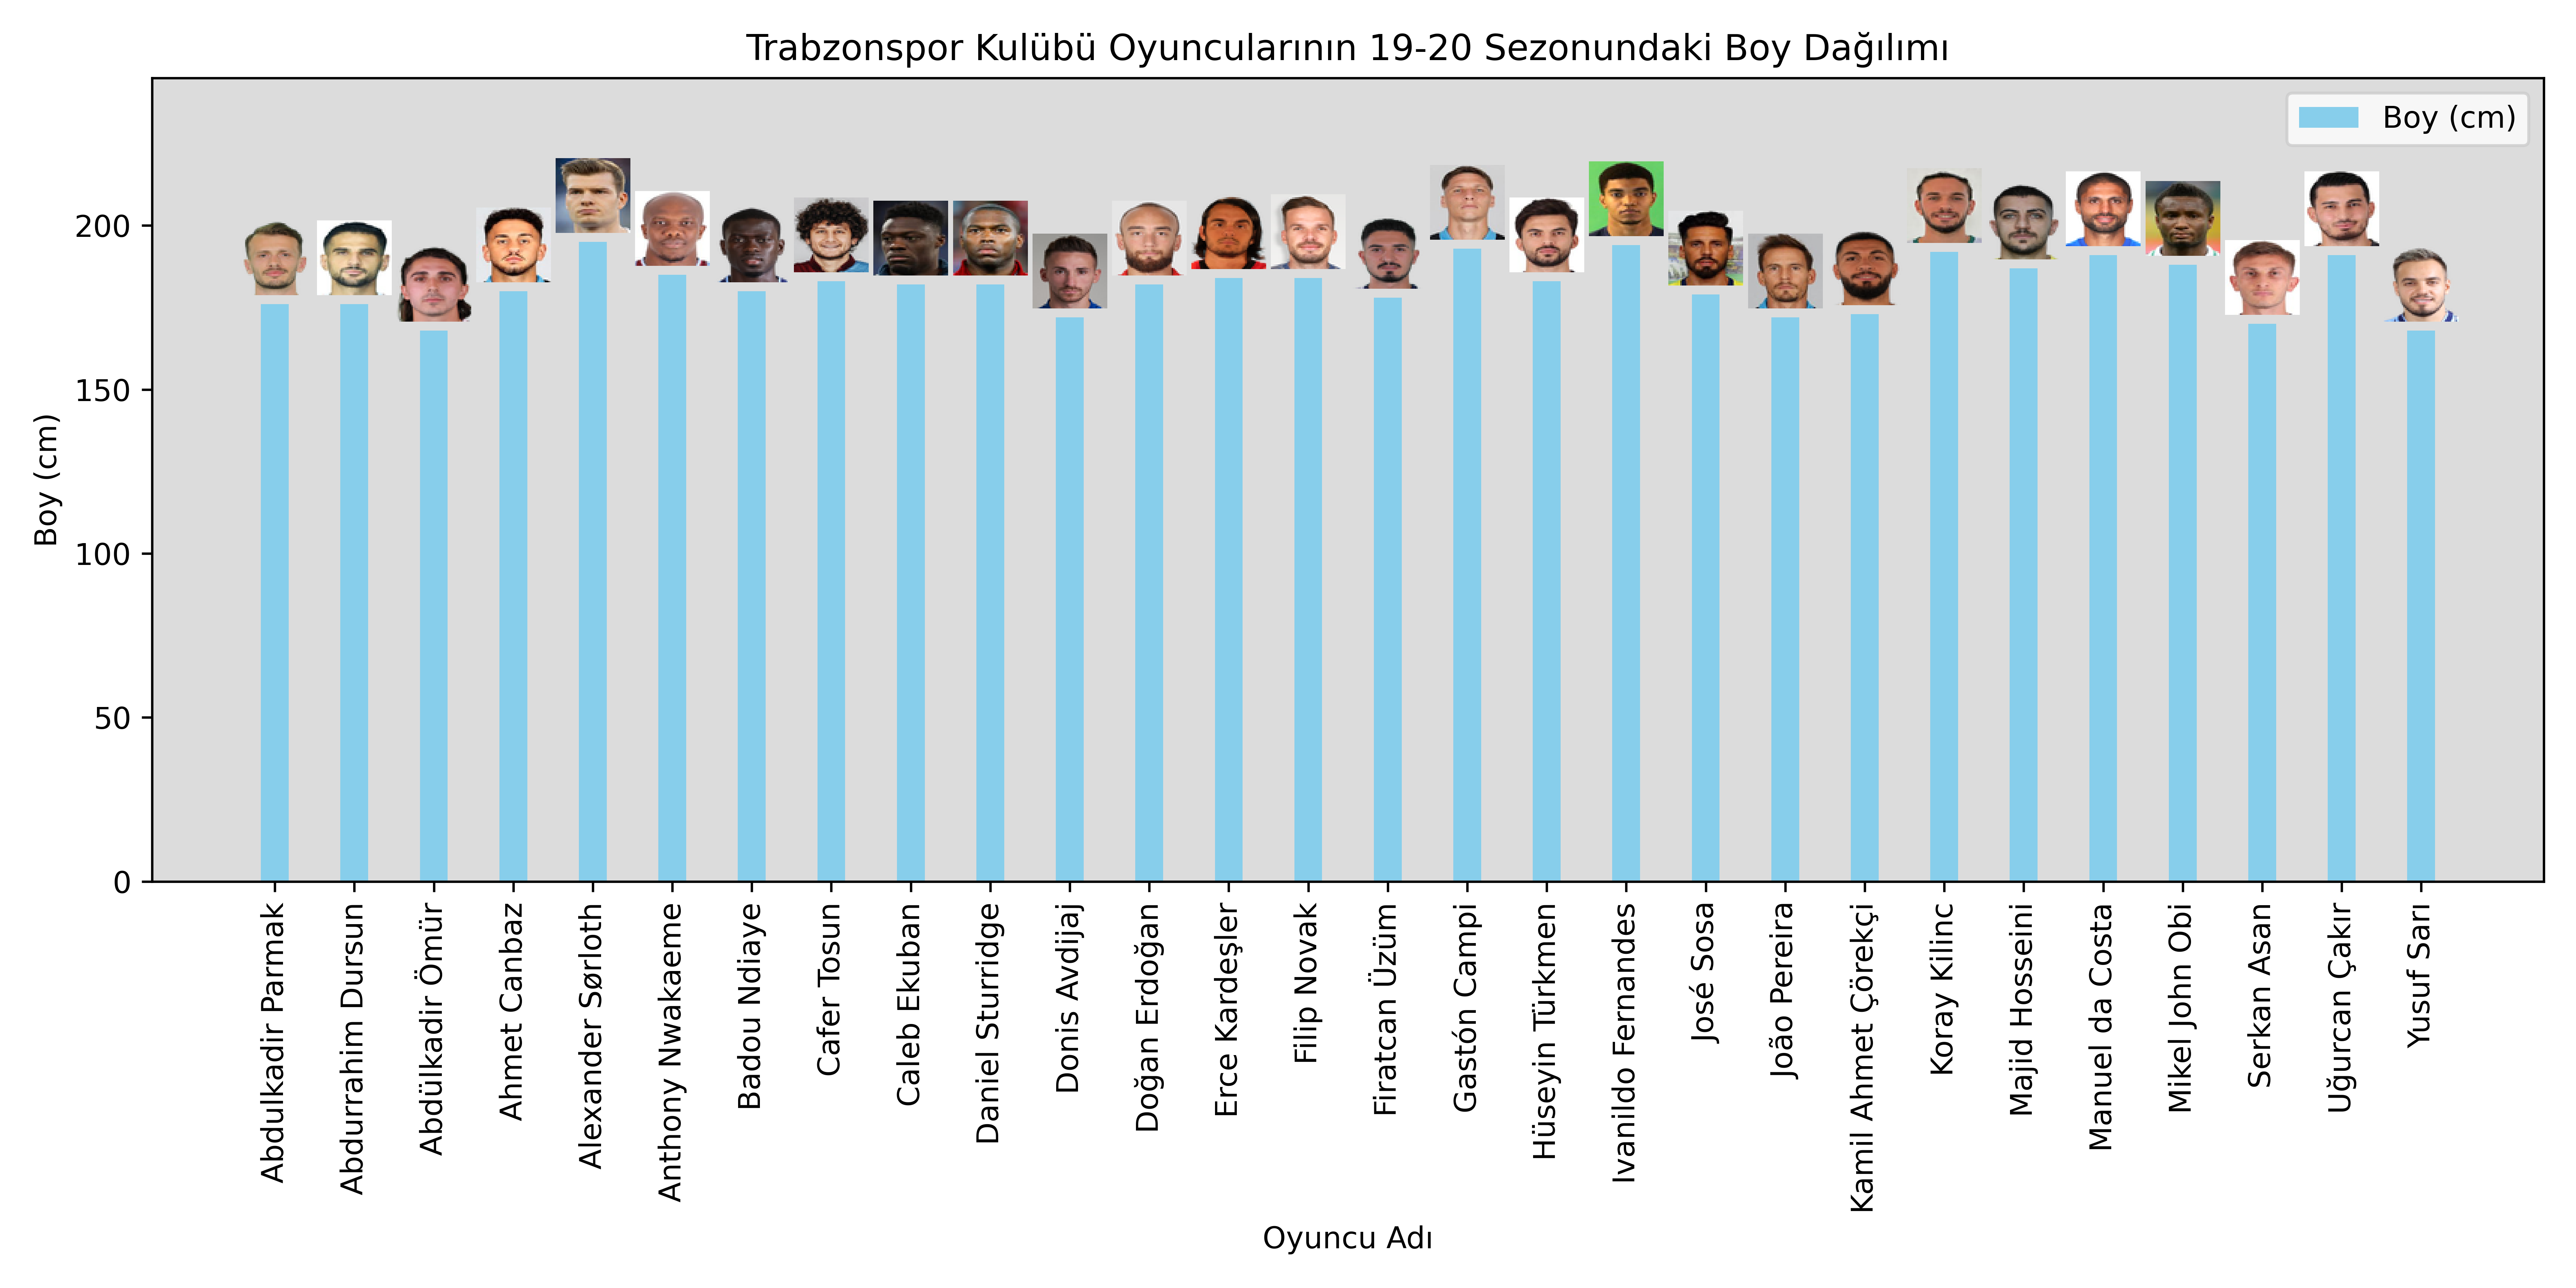 Trabzonspor Kulübü Oyuncularının 19-20 Sezonundaki Boy Dağılımı
Boy (cm)
Boy (cm)
200
150
100
50
0
Abdulkadir Parmak
Abdurrahim Dursun
Abdülkadir Ömür
Ahmet Canbaz
Alexander Sørloth
Anthony Nwakaeme
Badou Ndiaye
Cafer Tosun
Caleb Ekuban
Daniel Sturridge
Donis Avdijaj
Doğan Erdoğan
Erce Kardeşler
Filip Novak
Firatcan Üzüm
Gastón Campi
Hüseyin Türkmen
Ivanildo Fernandes
José Sosa
Joãao Pereira
Kamil Ahmet Çörekçi
Koray Kilinc
Majid Hosseini
Manuel da Costa
Mikel John Obi
Serkan Asan
Uğurcan Çakır
Yusuf Sarı
Oyuncu Adı